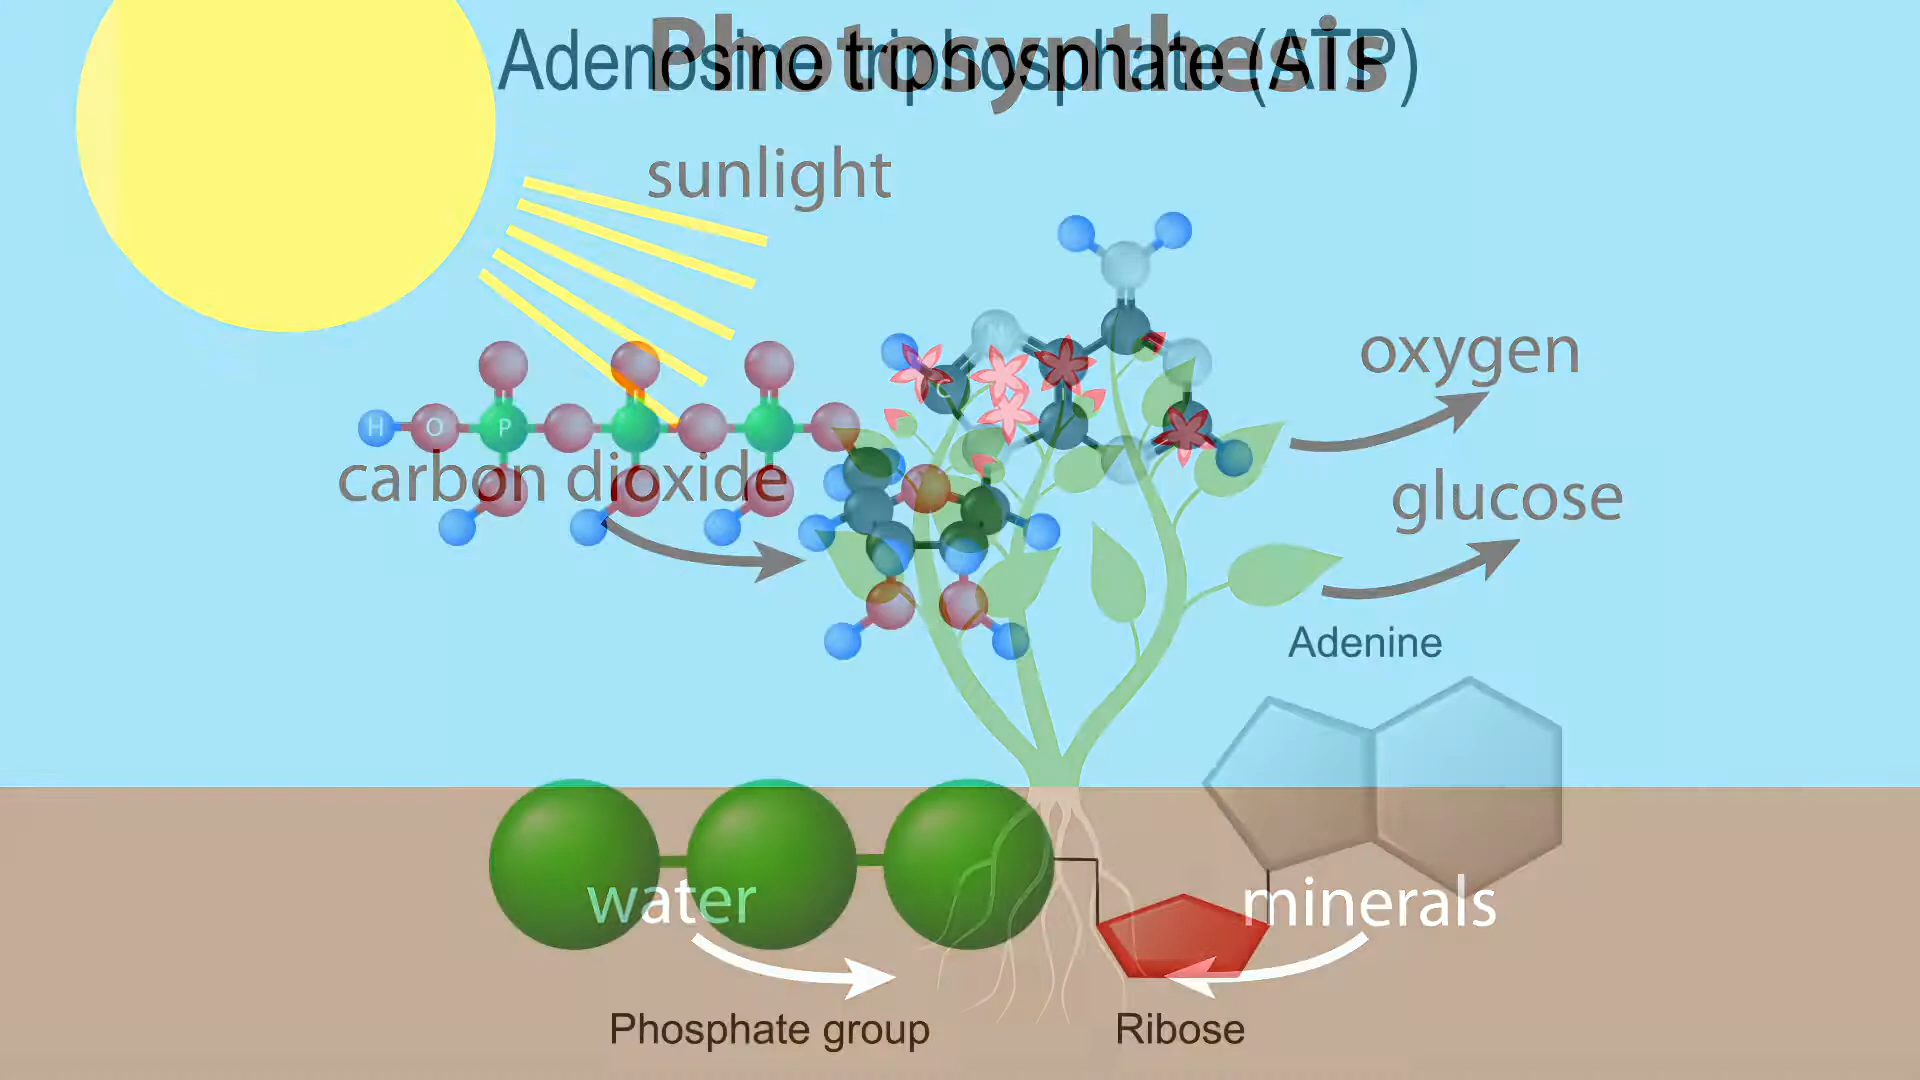 Adenosine triphosphate (ATP)
Photosynthesis
sunlight
oxygen
H O P
C
N
carbon dioxide
glucose
Adenine
water
minerals
Phosphate group
Ribose